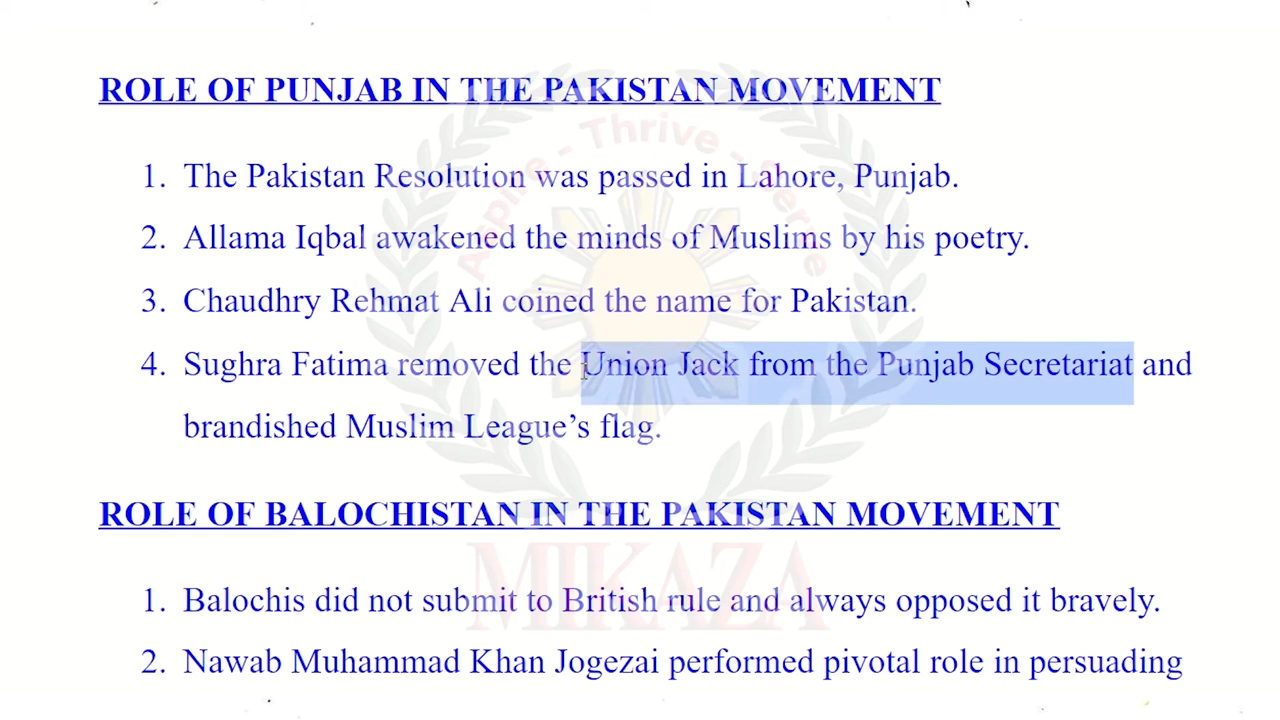 ROLE OF PUNJAB IN THE PAKISTAN MOVEMENT
Aspire - Thrive - Serve
1. The Pakistan Resolution was passed in Lahore, Punjab.
2. Allama Iqbal awakened the minds of Muslims by his poetry.
3. Chaudhry Rehmat Ali coined the name for Pakistan.
4. Sughra Fatima removed the Union Jack from the Punjab Secretariat and
brandished Muslim League’s flag.
ROLE OF BALOCHISTAN IN THE PAKISTAN MOVEMENT
MIKAZA
1. Balochis did not submit to British rule and always opposed it bravely.
2. Nawab Muhammad Khan Jogezai performed pivotal role in persuading